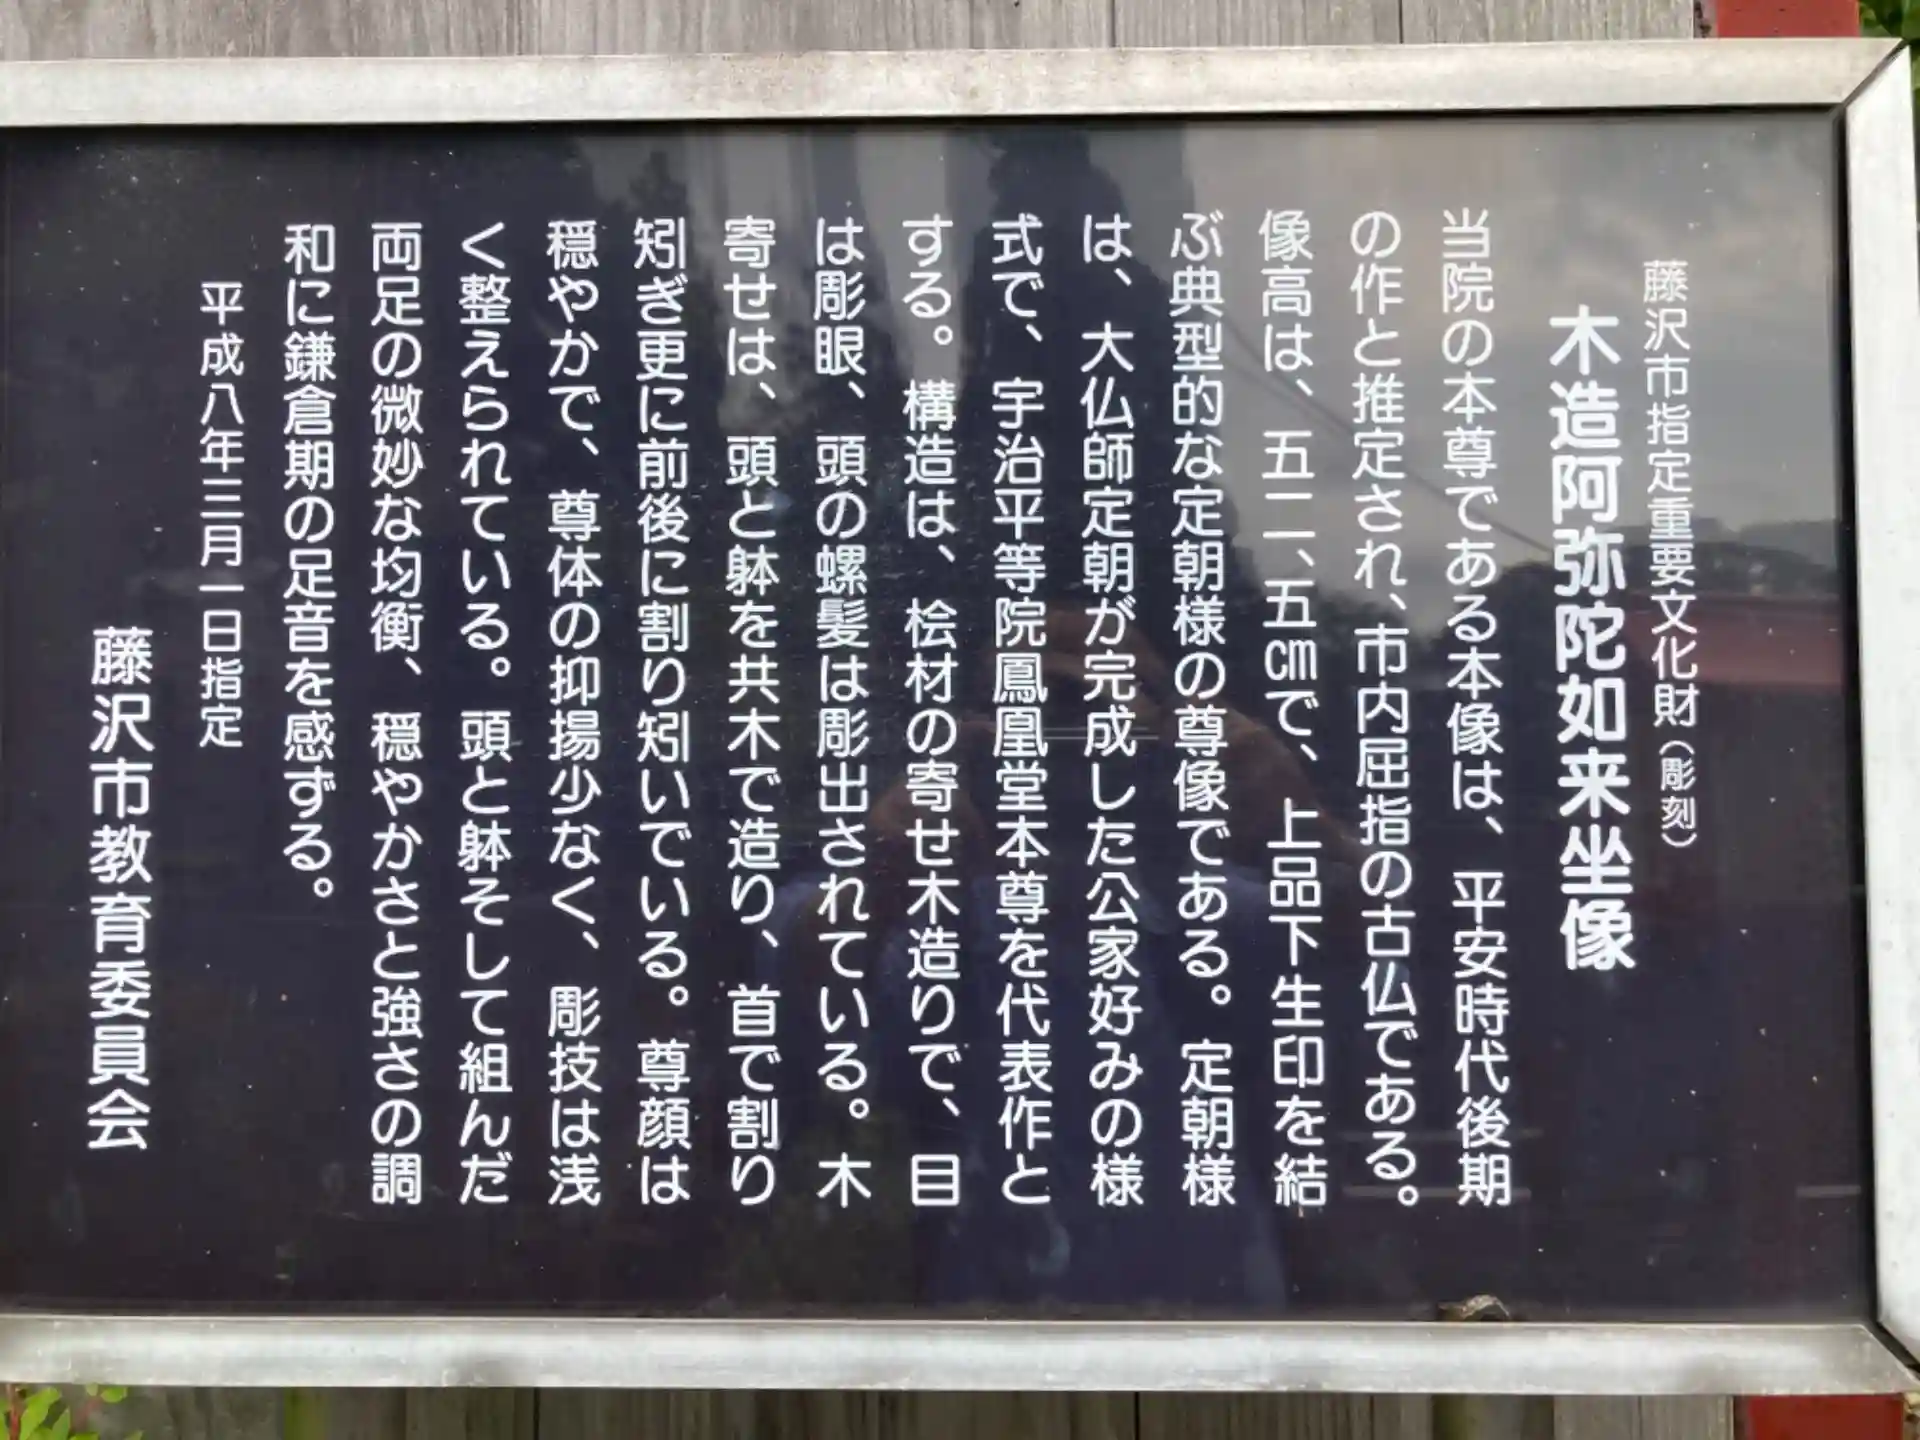 藤沢市指定重要文化財（彫刻）
木造阿弥陀如来坐像
当院の本尊である本像は、平安時代後期
の作と推定され、市内屈指の古仏である。
像高は、五二、五㎝で、上品下生印を結
ぶ典型的な定朝様の尊像である。定朝様
は、大仏師定朝が完成した公家好みの様
式で、宇治平等院鳳凰堂本尊を代表作と
する。構造は、桧材の寄せ木造りで、目
は彫眼、頭の螺髪は彫出されている。木
寄せは、頭と躰を共木で造り、首で割り
矧ぎ更に前後に割り矧いでいる。尊顔は
穏やかで、尊体の抑揚少なく、彫技は浅
く整えられている。頭と躰そして組んだ
両足の微妙な均衡、穏やかさと強さの調
和に鎌倉期の足音を感ずる。
平成八年三月一日指定
藤沢市教育委員会